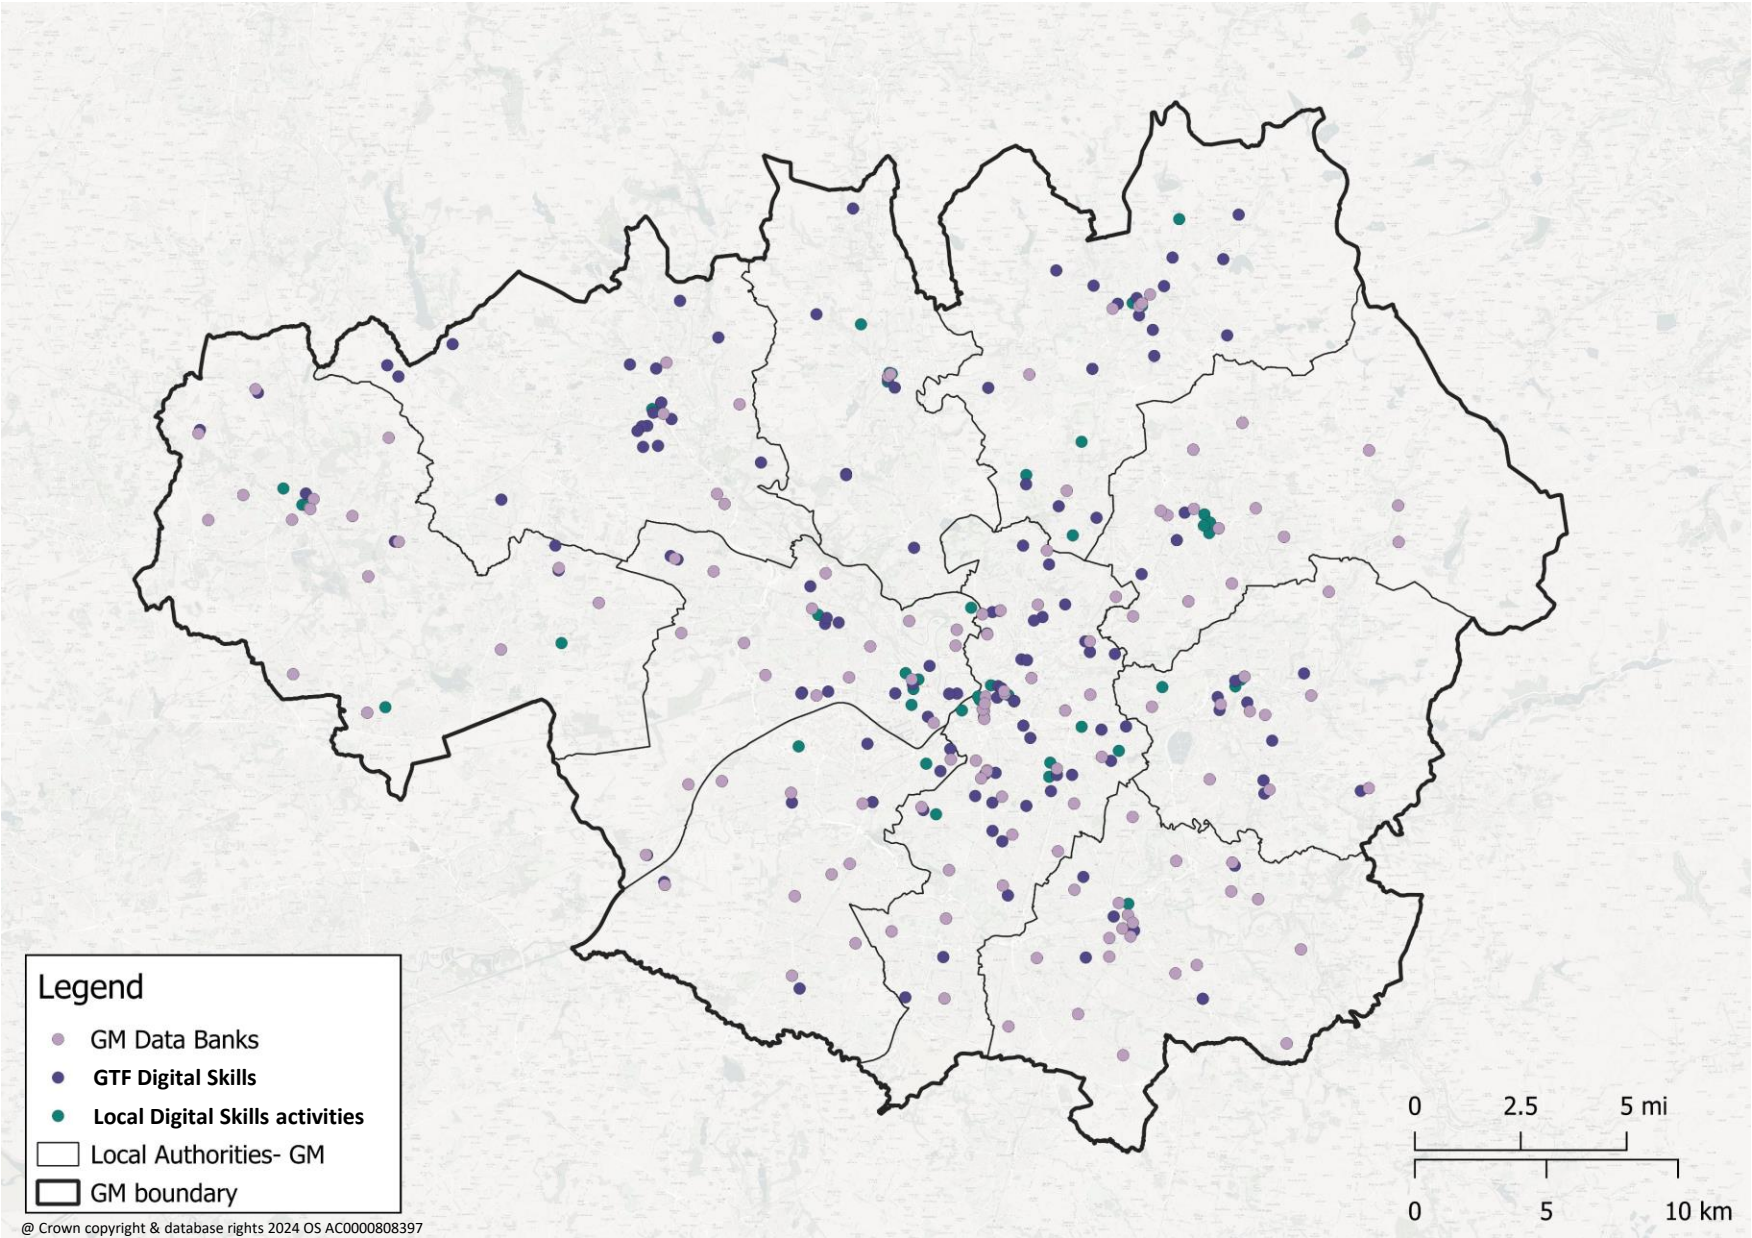 Legend
GM Data Banks
GTF Digital Skills
Local Digital Skills activities
Local Authorities- GM
GM boundary
@ Crown copyright & database rights 2024 OS AC0000808397
0 2.5 5 mi
0 5 10 km